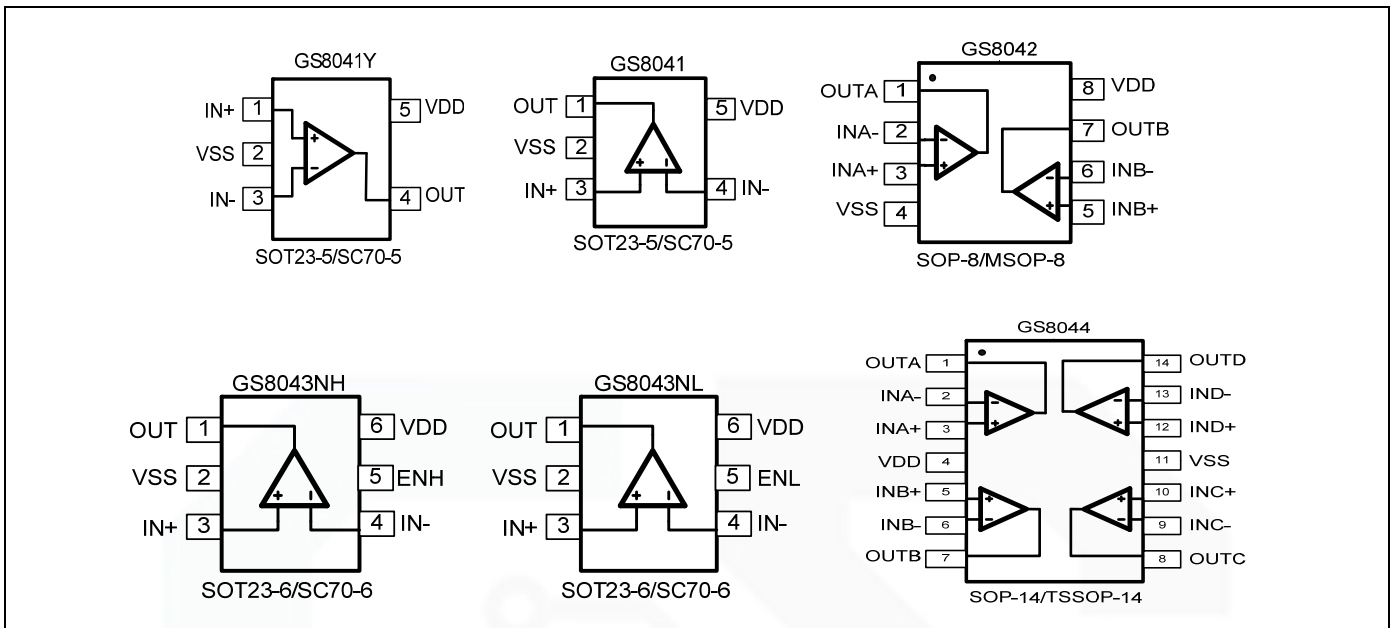 GS8041Y
IN+ 1 5 VDD
VSS 2
IN- 3 4 OUT
+
-
SOT23-5/SC70-5
GS8041
OUT 1 5 VDD
VSS 2
IN+ 3 4 IN-
+ -
SOT23-5/SC70-5
GS8042
OUTA 1 8 VDD
INA- 2 7 OUTB
INA+ 3 6 INB-
VSS 4 5 INB+
- +
- +
SOP-8/MSOP-8
GS8043NH
OUT 1 6 VDD
VSS 2 5 ENH
IN+ 3 4 IN-
+ -
SOT23-6/SC70-6
GS8043NL
OUT 1 6 VDD
VSS 2 5 ENL
IN+ 3 4 IN-
+ -
SOT23-6/SC70-6
GS8044
OUTA 1 14 OUTD
INA- 2 13 IND-
INA+ 3 12 IND+
VDD 4 11 VSS
INB+ 5 10 INC+
INB- 6 9 INC-
OUTB 7 8 OUTC
- +
- +
+ -
+ -
SOP-14/TSSOP-14